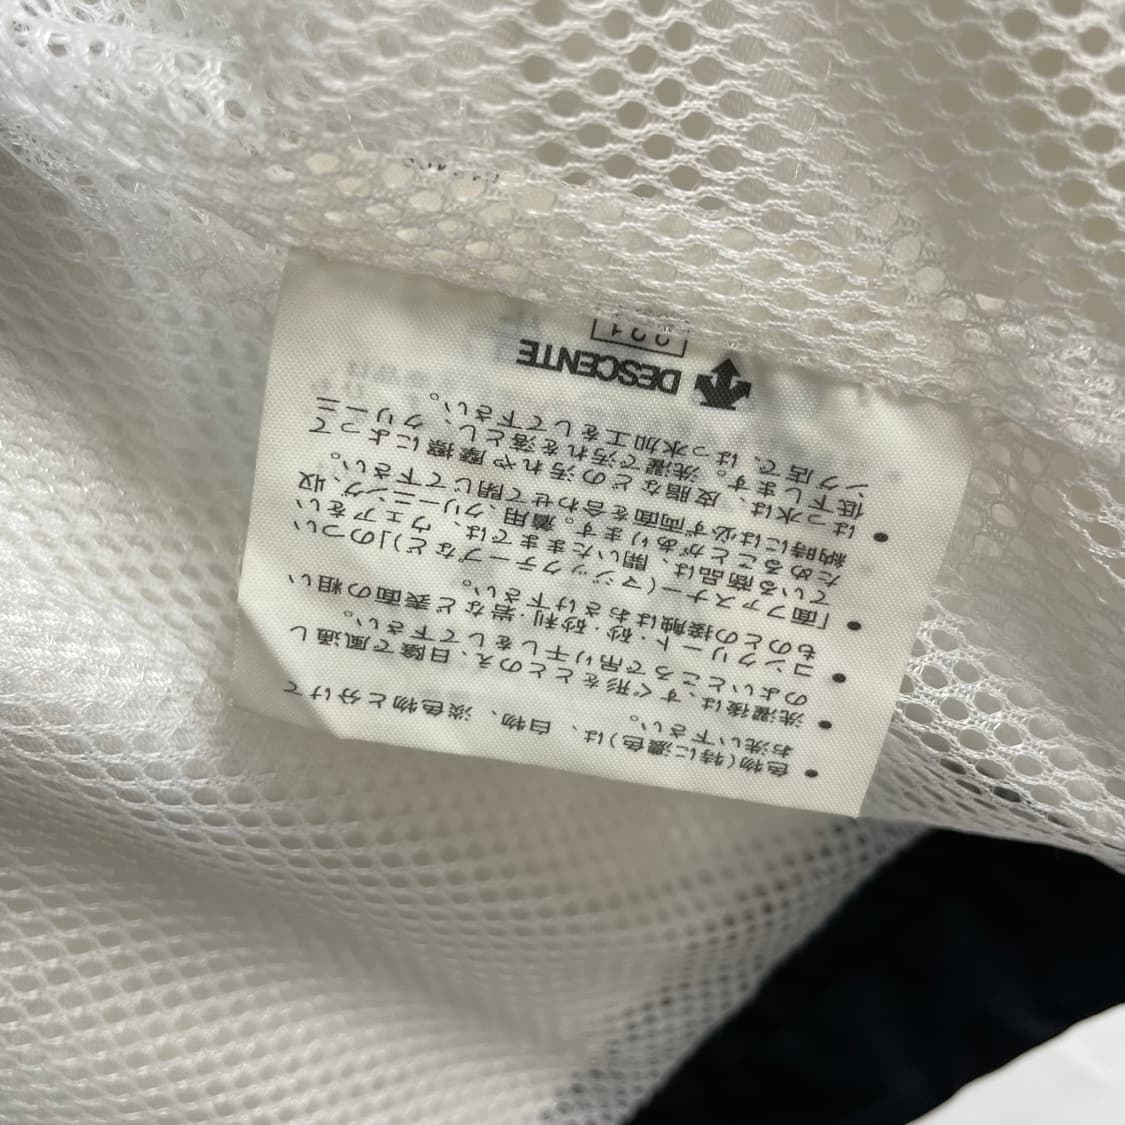 • 色物(特に濃色)は、白物、淡色物と分けて
お洗い下さい。
• 洗濯後は、すぐ形をととのえ、日陰で風通し
のよいところで吊り干しをして下さい。
• コンクリート・砂・砂利・岩など表面の粗い
ものとの接触はおさけ下さい。
• 「面ファスナー(マジックテープなど)」のつい
ている商品は、開いたままでは、ウェアをい
ためることがあります。着用、クリーニング、収
納時には必ず両面を合わせて閉じて下さい。
• はっ水は、皮脂などの汚れや摩擦によって
低下します。洗濯で汚れを落とし、クリーニ
ング店で、はっ水加工をして下さい。
DESCENTE